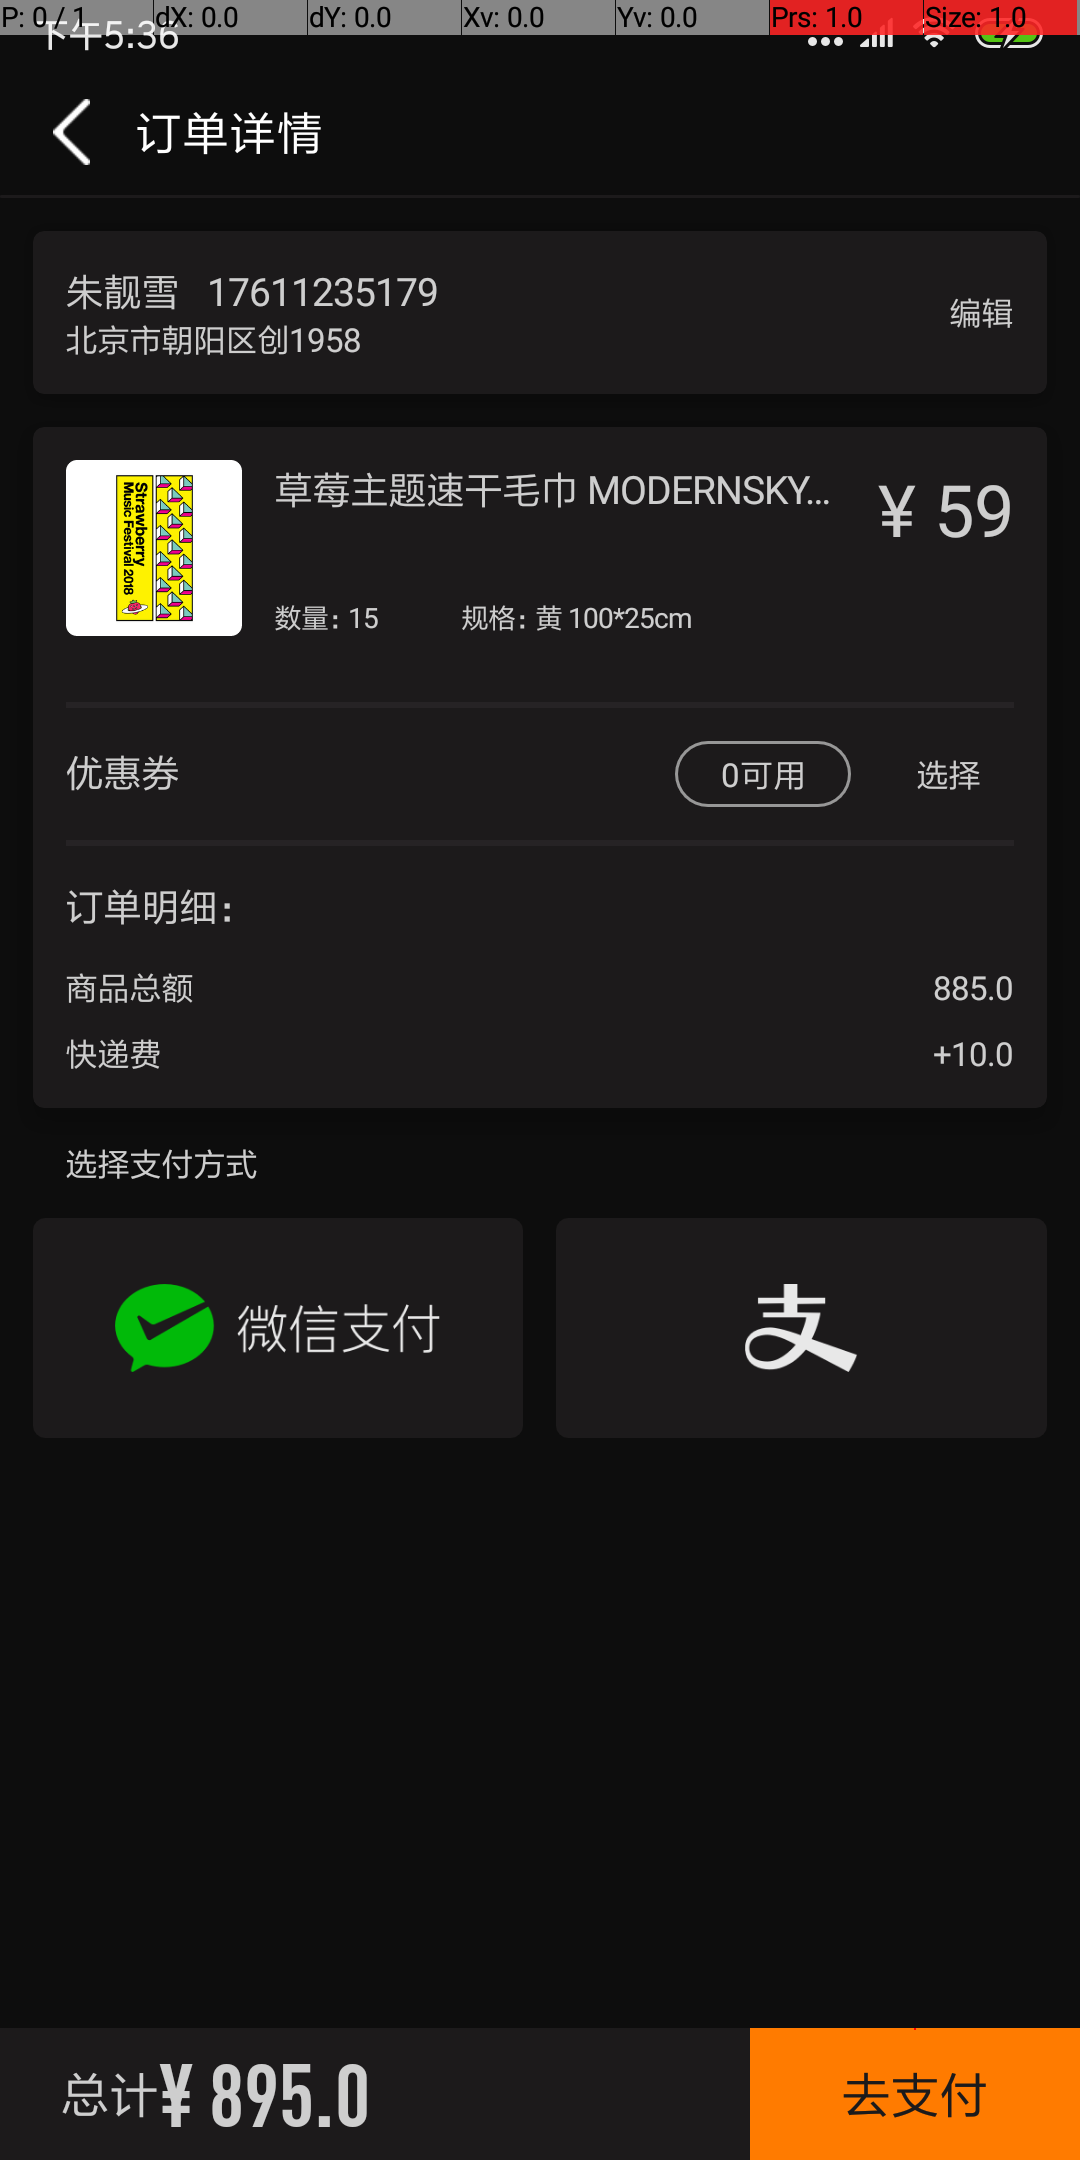 P: 0 / 1 dX: 0.0 dY: 0.0 Xv: 0.0 Yv: 0.0 Prs: 1.0 Size: 1.0
下午5:36
订单详情
朱靓雪 17611235179
北京市朝阳区创1958
编辑
Strawberry
Music Festival 2018
草莓主题速干毛巾 MODERNSKY...
¥ 59
数量: 15 规格: 黄 100*25cm
优惠券 0可用 选择
订单明细:
商品总额 885.0
快递费 +10.0
选择支付方式
微信支付 支
总计¥ 895.0 去支付